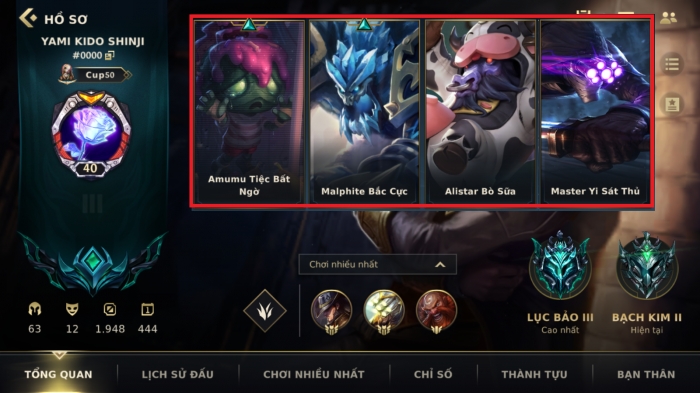 HỒ SƠ
YAMI KIDO SHINJI
#0000
Cup50
40
III
Amumu Tiệc Bất
Ngờ
Malphite Bắc Cực
Alistar Bò Sữa
Master Yi Sát Thủ
Chơi nhiều nhất
LỤC BẢO III
Cao nhất
BẠCH KIM II
Hiện tại
63
12
1.948
444
TỔNG QUAN
LỊCH SỬ ĐẤU
CHƠI NHIỀU NHẤT
CHỈ SỐ
THÀNH TỰU
BẠN THÂN